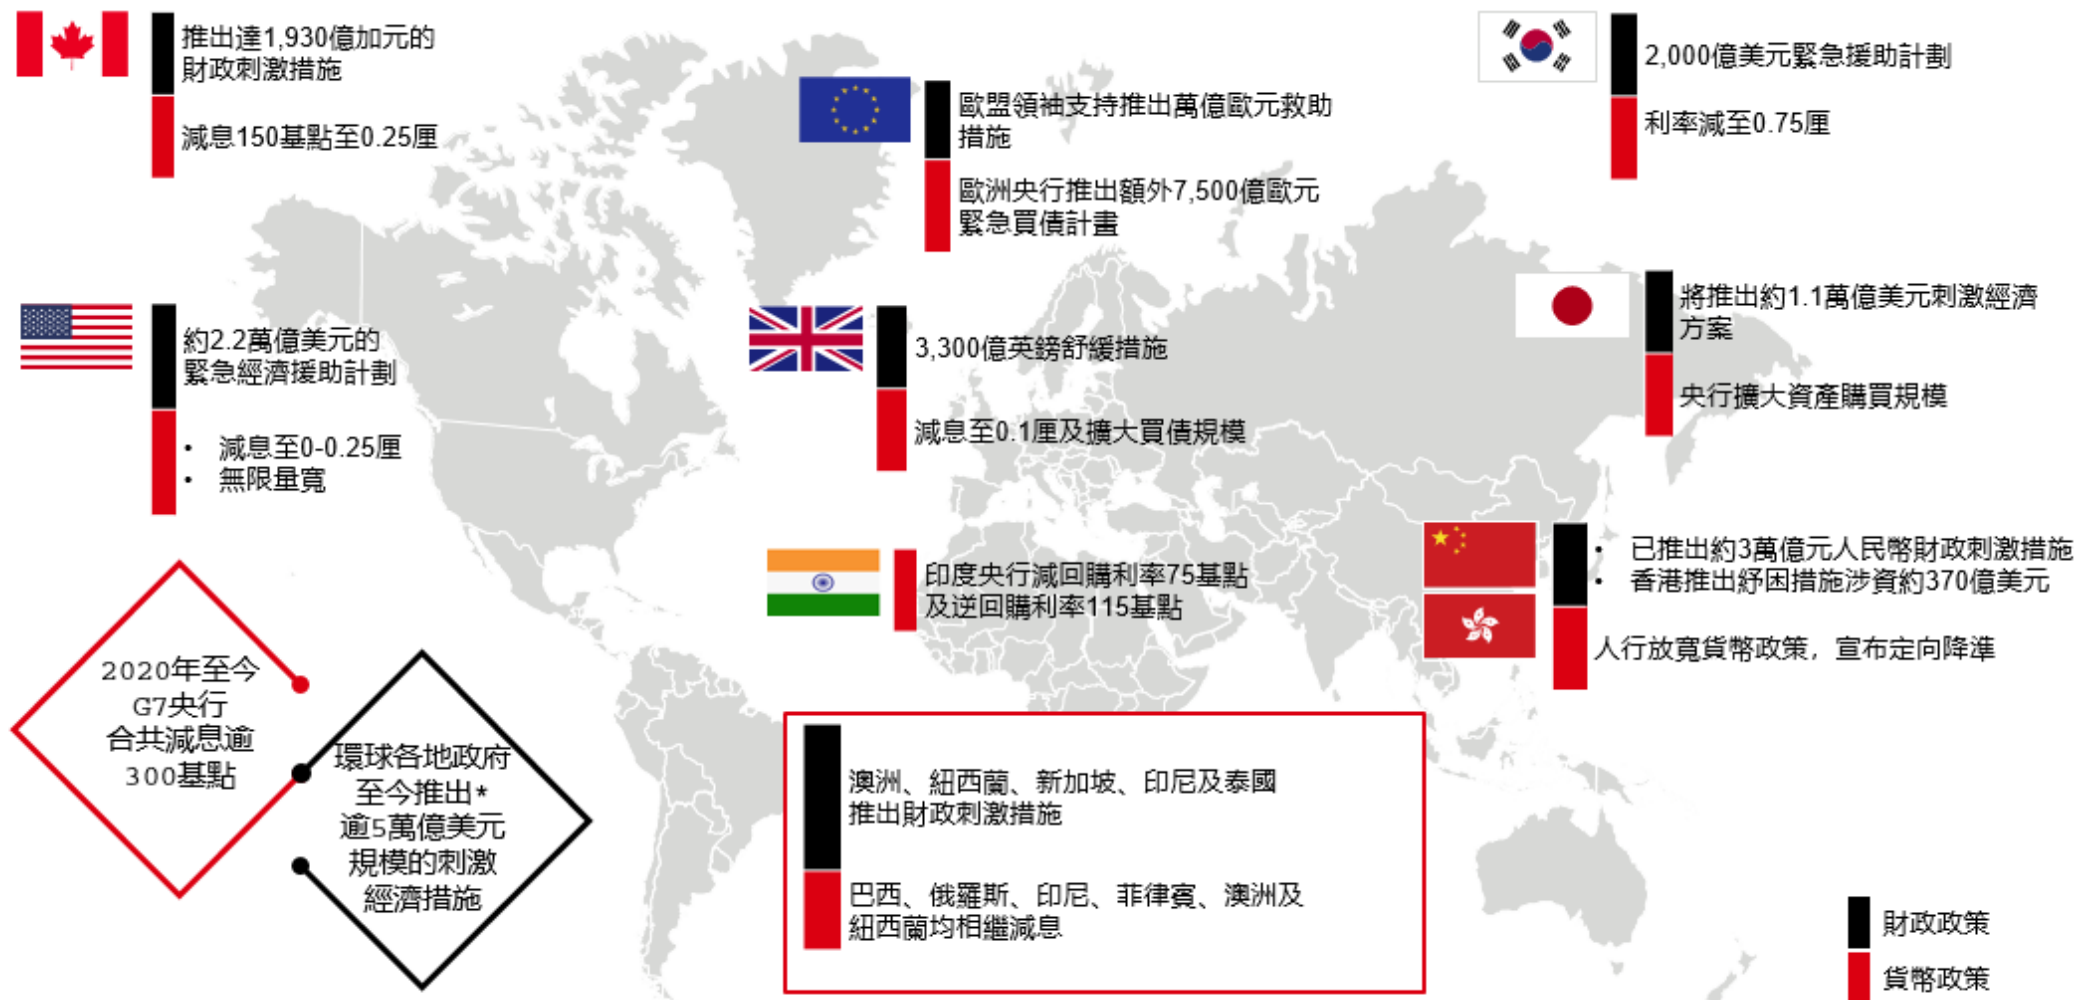 推出達1,930億加元的
財政刺激措施
減息150基點至0.25厘
歐盟領袖支持推出萬億歐元救助
措施
歐洲央行推出額外7,500億歐元
緊急買債計畫
2,000億美元緊急援助計劃
利率減至0.75厘
約2.2萬億美元的
緊急經濟援助計劃
• 減息至0-0.25厘
• 無限量寬
3,300億英鎊舒緩措施
減息至0.1厘及擴大買債規模
將推出約1.1萬億美元刺激經濟
方案
央行擴大資產購買規模
印度央行減回購利率75基點
及逆回購利率115基點
• 已推出約3萬億元人民幣財政刺激措施
• 香港推出紓困措施涉資約370億美元
人行放寬貨幣政策，宣布定向降準
2020年至今
G7央行
合共減息逾
300基點
環球各地政府
至今推出*
逾5萬億美元
規模的刺激
經濟措施
澳洲、紐西蘭、新加坡、印尼及泰國
推出財政刺激措施
巴西、俄羅斯、印尼、菲律賓、澳洲及
紐西蘭均相繼減息
財政政策
貨幣政策